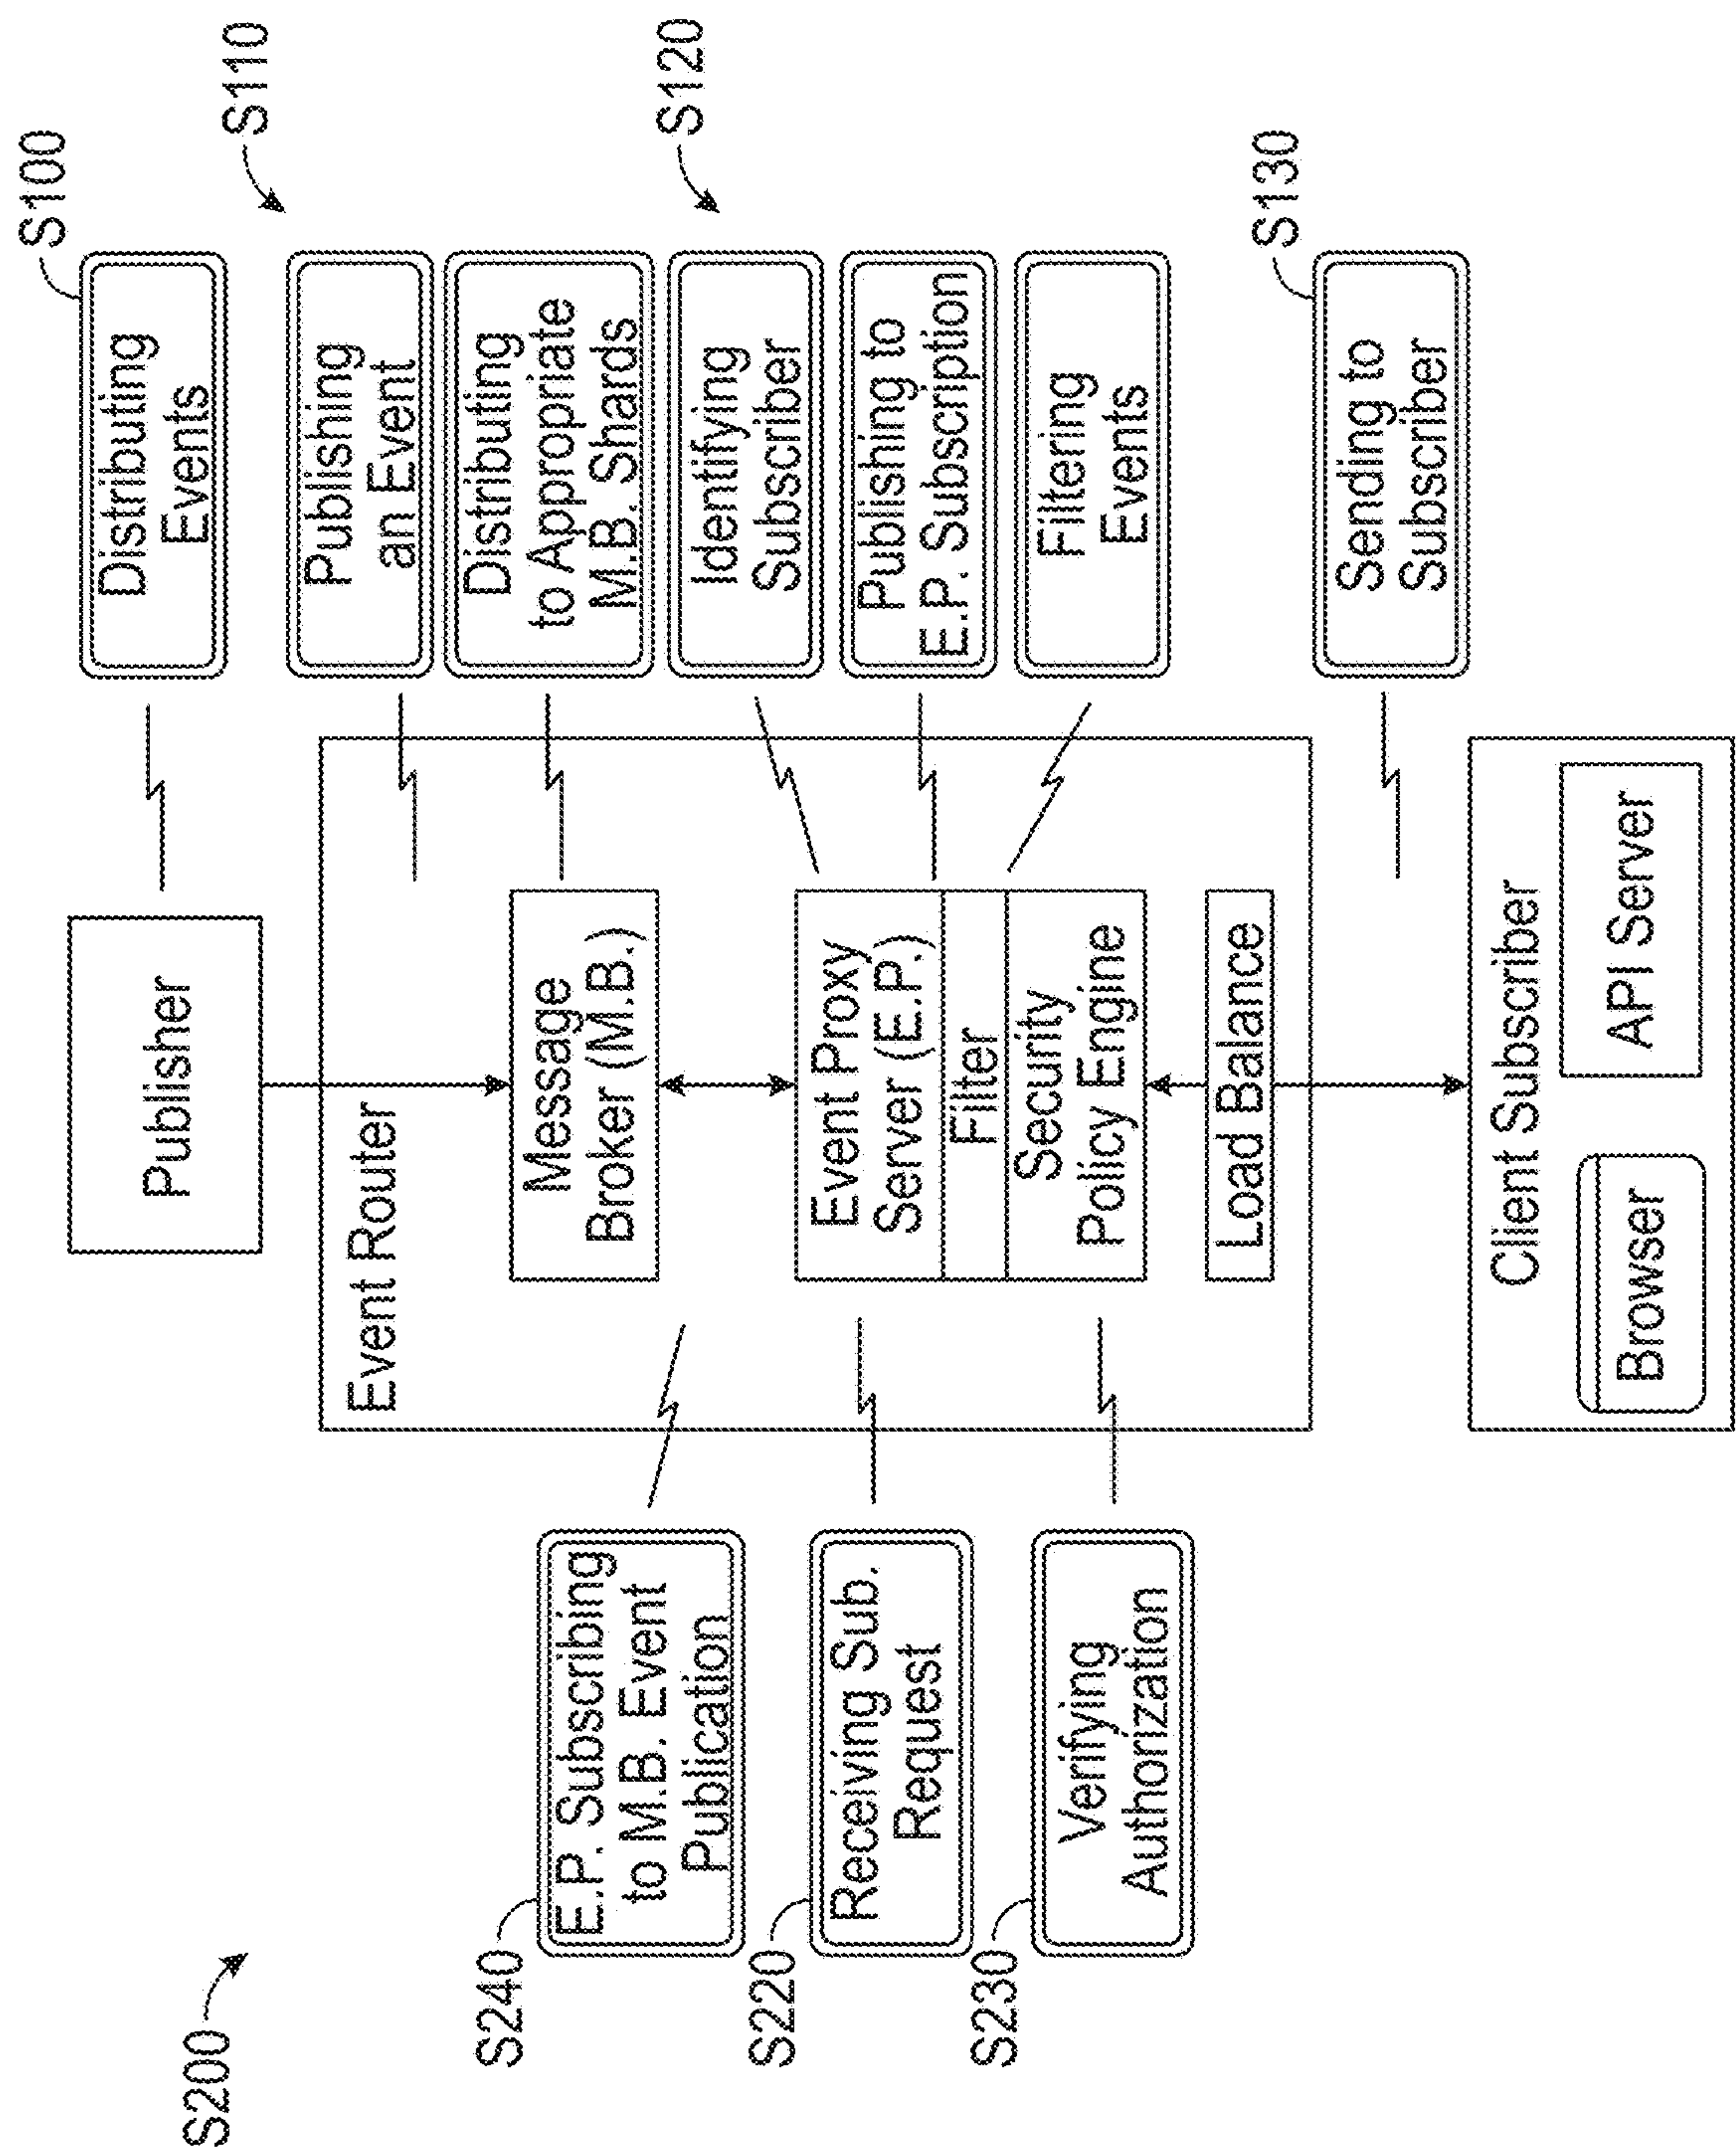 S200
S100
Distributing
Events
S110
Publishing
an Event
Distributing
to Appropriate
M.B. Shards
S120
Identifying
Subscriber
Publishing to
E.P. Subscription
Filtering
Events
S130
Sending to
Subscriber
Publisher
Event Router
Message
Broker (M.B.)
Event Proxy
Server (E.P.)
Filter
Security
Policy Engine
Load Balance
Client Subscriber
Browser
API Server
S240
E.P. Subscribing
to M.B. Event
Publication
S220
Receiving Sub.
Request
S230
Verifying
Authorization